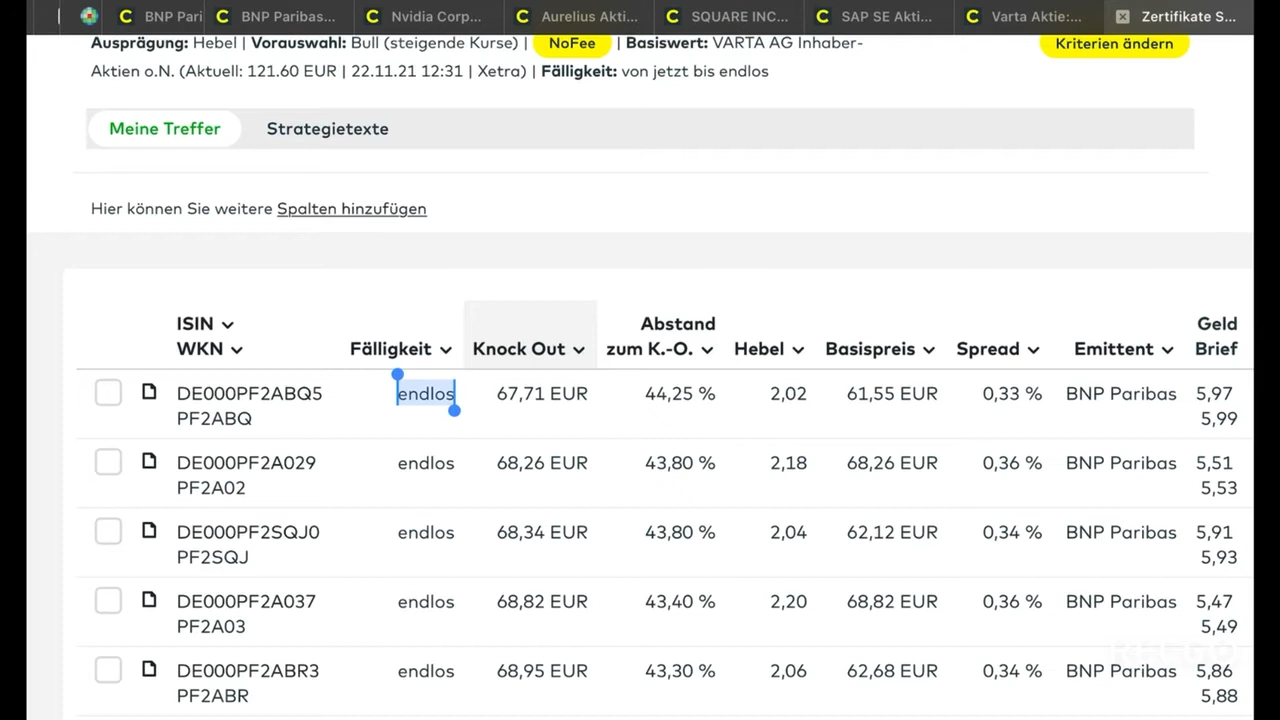 BNP Pari
BNP Paribas...
Nvidia Corp...
Aurelius Akti...
SQUARE INC...
SAP SE Akti...
Varta Aktie:...
Zertifikate S...
Ausprägung: Hebel | Vorauswahl: Bull (steigende Kurse) | NoFee | Basiswert: VARTA AG Inhaber-
Aktien o.N. (Aktuell: 121.60 EUR | 22.11.21 12:31 | Xetra) | Fälligkeit: von jetzt bis endlos
Kriterien ändern
Meine Treffer Strategietexte
Hier können Sie weitere Spalten hinzufügen
ISIN Abstand Geld
WKN Fälligkeit Knock Out zum K.-O. Hebel Basispreis Spread Emittent Brief
DE000PF2ABQ5 endlos 67,71 EUR 44,25 % 2,02 61,55 EUR 0,33 % BNP Paribas 5,97
PF2ABQ 5,99
DE000PF2A029 endlos 68,26 EUR 43,80 % 2,18 68,26 EUR 0,36 % BNP Paribas 5,51
PF2A02 5,53
DE000PF2SQJ0 endlos 68,34 EUR 43,80 % 2,04 62,12 EUR 0,34 % BNP Paribas 5,91
PF2SQJ 5,93
DE000PF2A037 endlos 68,82 EUR 43,40 % 2,20 68,82 EUR 0,36 % BNP Paribas 5,47
PF2A03 5,49
DE000PF2ABR3 endlos 68,95 EUR 43,30 % 2,06 62,68 EUR 0,34 % BNP Paribas 5,86
PF2ABR 5,88